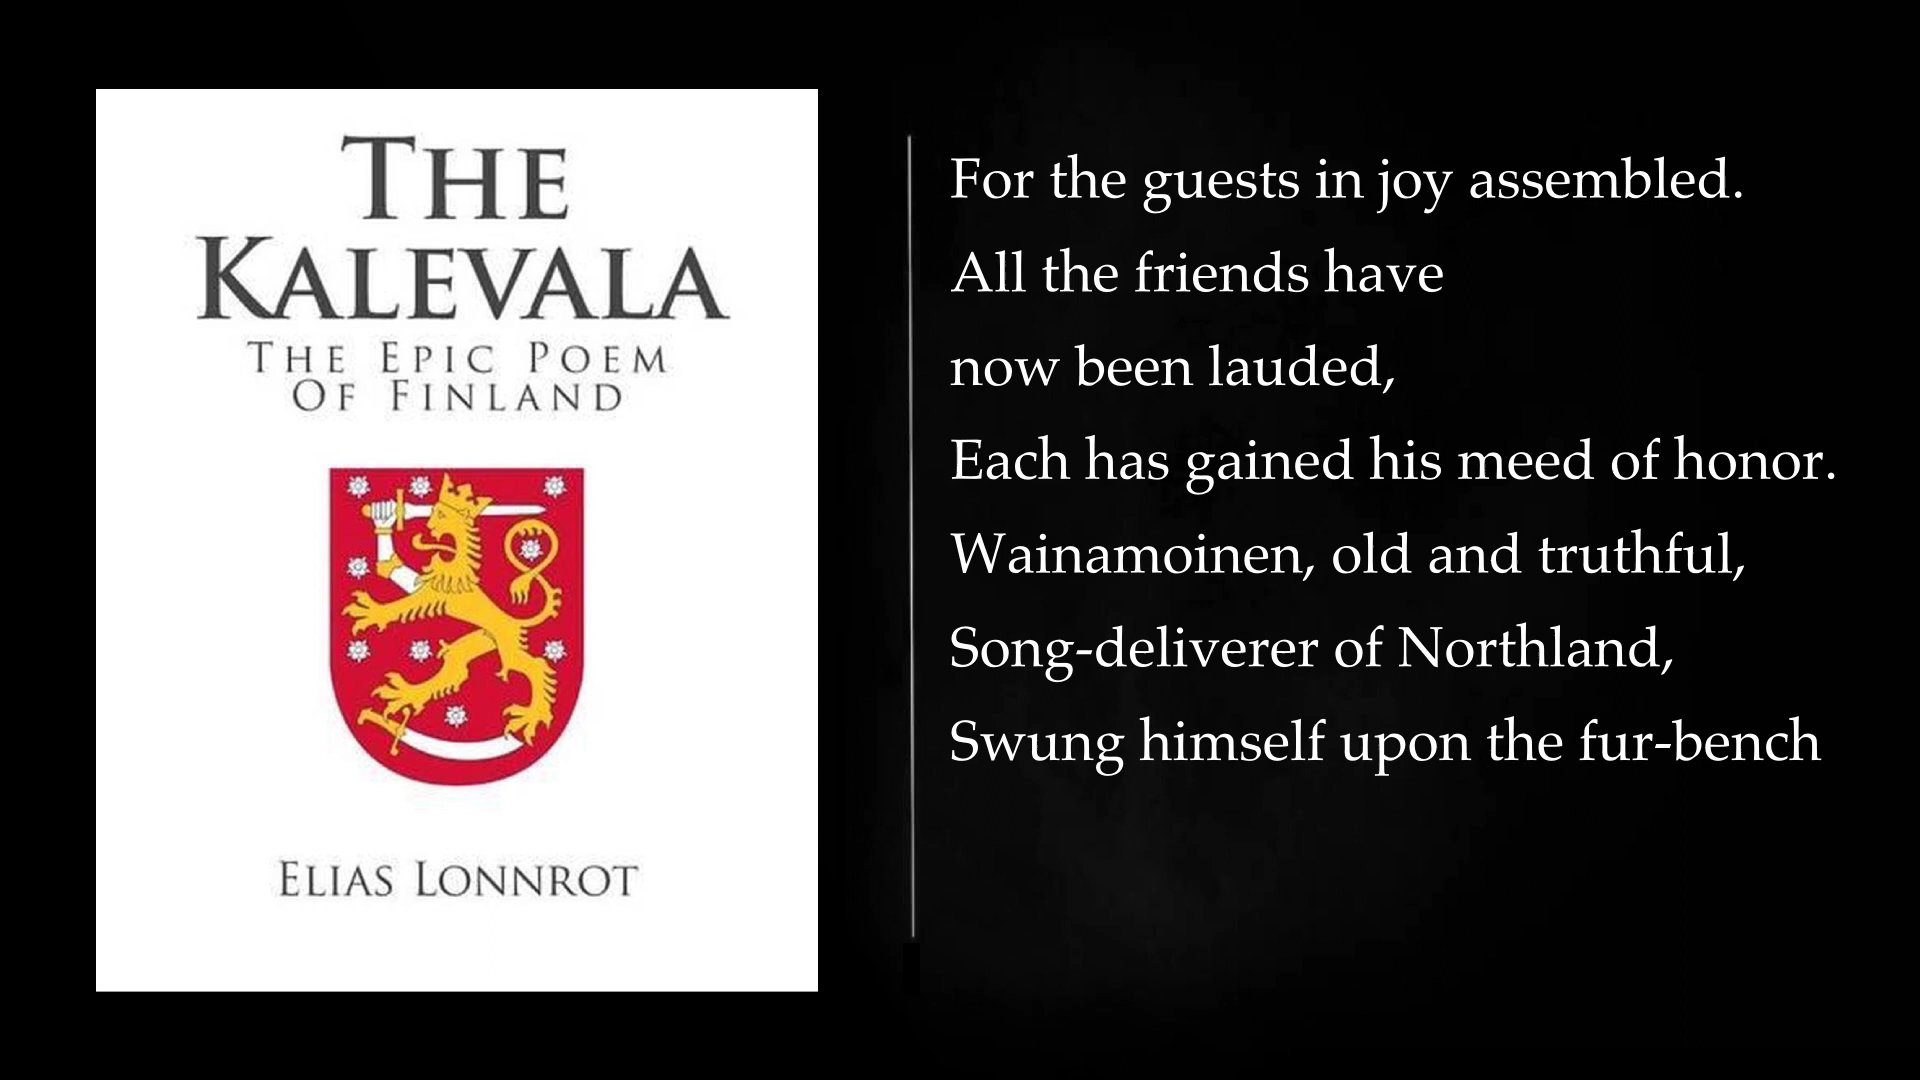 THE
KALEVALA
THE EPIC POEM
OF FINLAND
ELIAS LONNROT
For the guests in joy assembled.
All the friends have
now been lauded,
Each has gained his meed of honor.
Wainamoinen, old and truthful,
Song-deliverer of Northland,
Swung himself upon the fur-bench